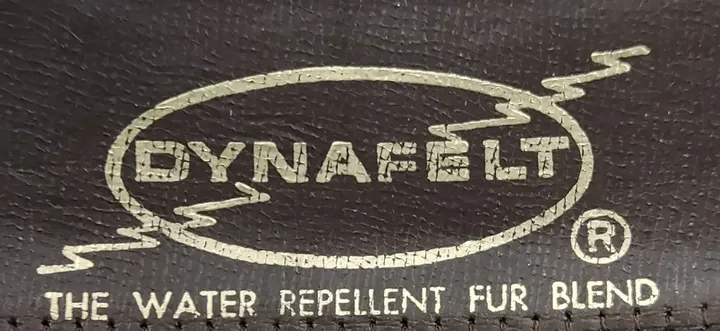 DYNAFELT
®
THE WATER REPELLENT FUR BLEND